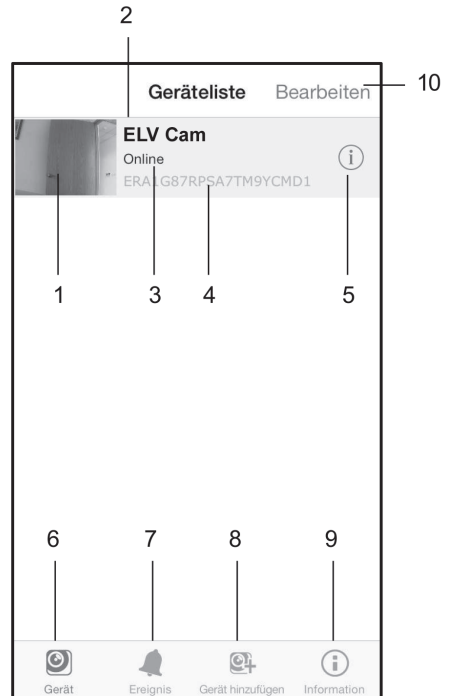 2
Geräteliste Bearbeiten 10
ELV Cam
Online
ERA1G87RPSA7TM9YCMD1
1 3 4 5
6 7 8 9
Gerät Ereignis Gerät hinzufügen Information